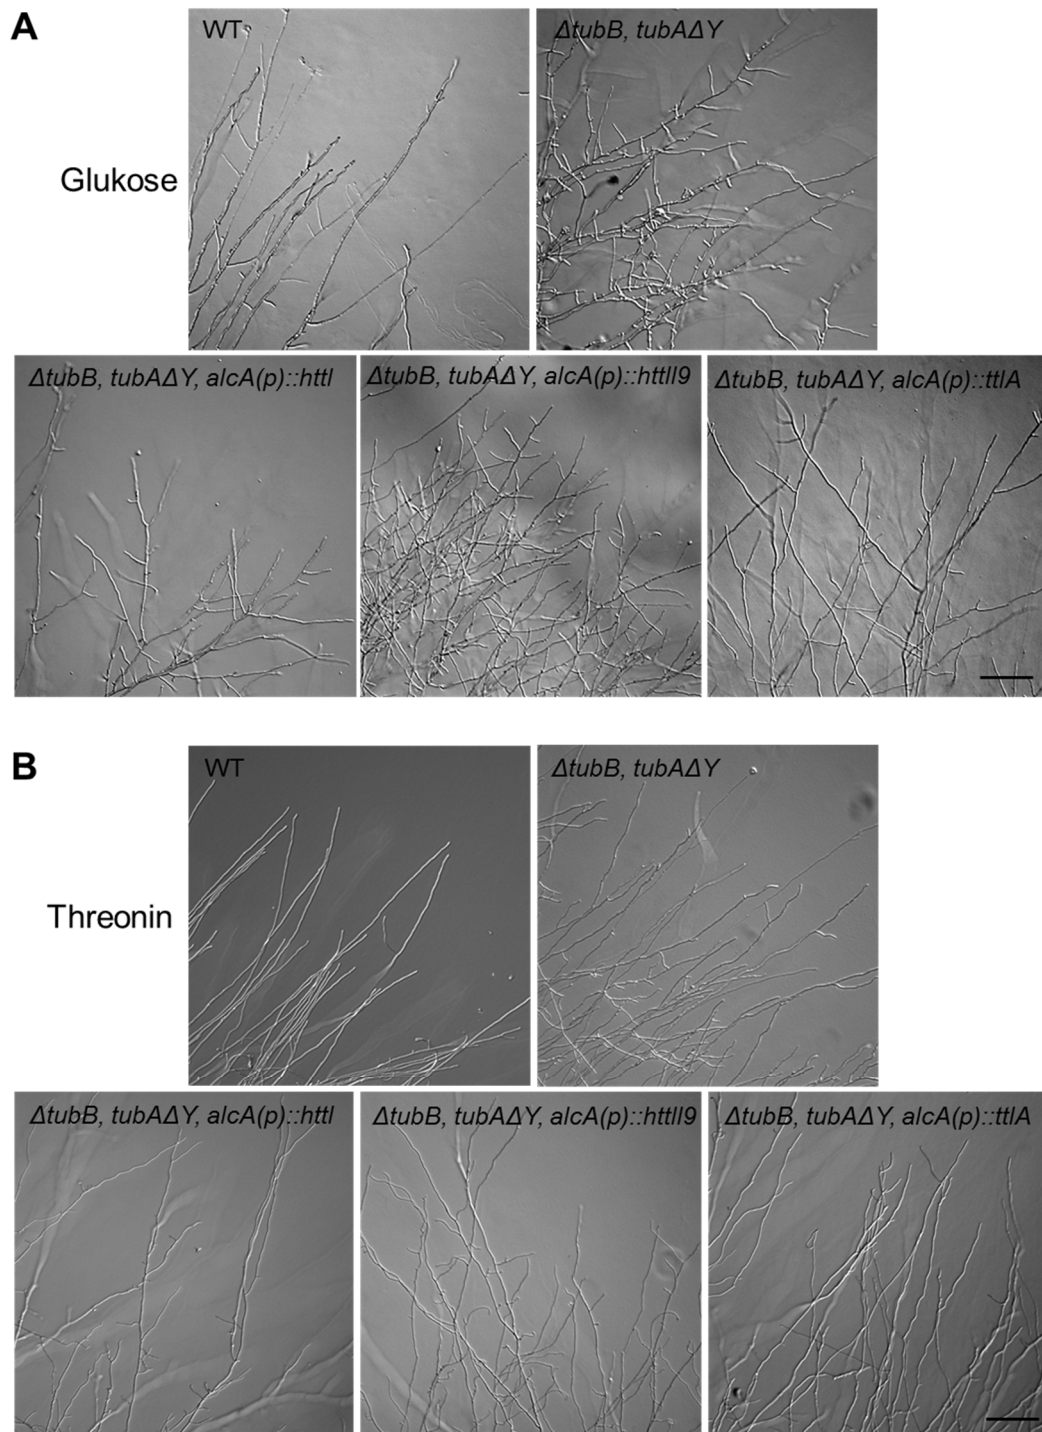 A
WT
ΔtubB, tubAΔY
Glukose
ΔtubB, tubAΔY, alcA(p)::httl
ΔtubB, tubAΔY, alcA(p)::httll9
ΔtubB, tubAΔY, alcA(p)::ttlA
B
WT
ΔtubB, tubAΔY
Threonin
ΔtubB, tubAΔY, alcA(p)::httl
ΔtubB, tubAΔY, alcA(p)::httll9
ΔtubB, tubAΔY, alcA(p)::ttlA